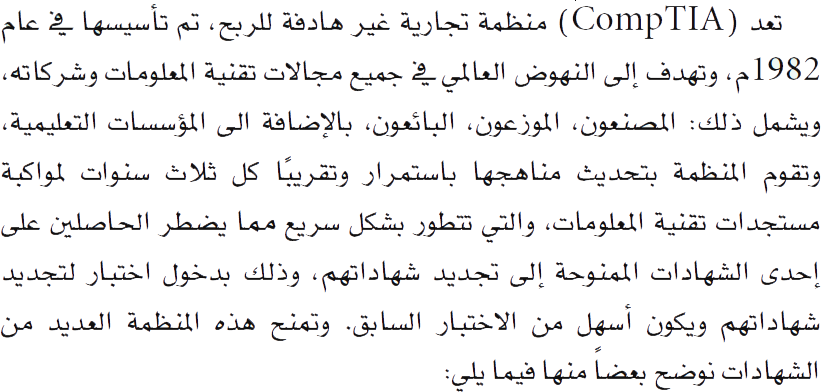 تعد (CompTIA) منظمة تجارية غير هادفة للربح، تم تأسيسها في عام
1982م، وتهدف إلى النهوض العالمي في جميع مجالات تقنية المعلومات وشركاته،
ويشمل ذلك: المصنعون، الموزعون، البائعون، بالإضافة الى المؤسسات التعليمية،
وتقوم المنظمة بتحديث مناهجها باستمرار وتقريبًا كل ثلاث سنوات لمواكبة
مستجدات تقنية المعلومات، والتي تتطور بشكل سريع مما يضطر الحاصلين على
إحدى الشهادات الممنوحة إلى تجديد شهاداتهم، وذلك بدخول اختبار لتجديد
شهاداتهم ويكون أسهل من الاختبار السابق. وتمنح هذه المنظمة العديد من
الشهادات نوضح بعضاً منها فيما يلي: